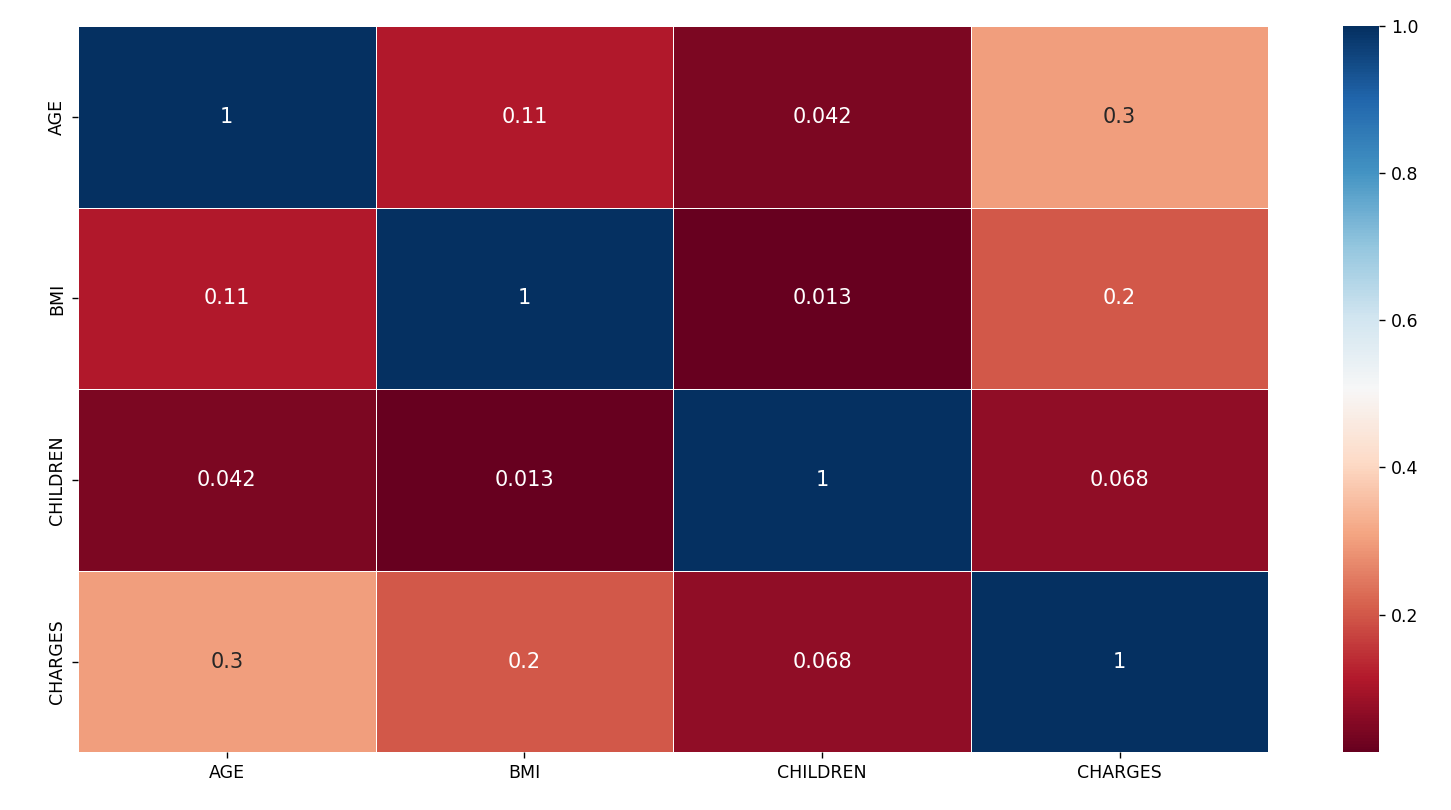 1.0
AGE 1 0.11 0.042 0.3
0.8
BMI 0.11 1 0.013 0.2
0.6
CHILDREN 0.042 0.013 1 0.068
0.4
0.2
CHARGES 0.3 0.2 0.068 1
AGE BMI CHILDREN CHARGES